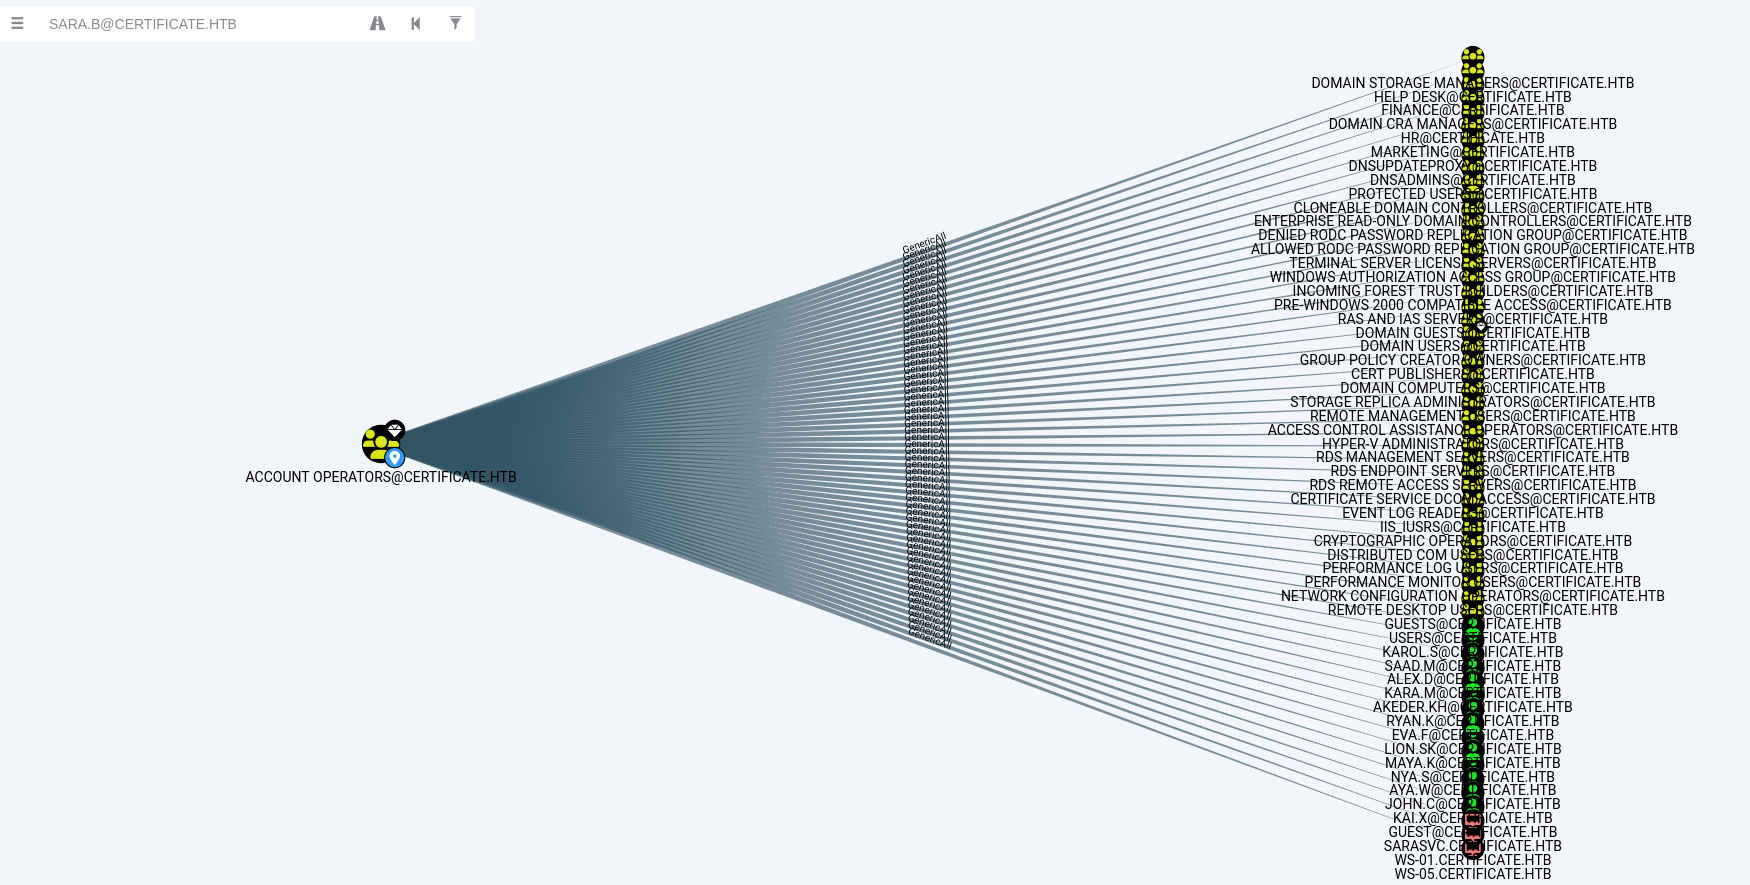 SARA.B@CERTIFICATE.HTB
DOMAIN STORAGE MANAGERS@CERTIFICATE.HTB
HELP DESK@CERTIFICATE.HTB
FINANCE@CERTIFICATE.HTB
DOMAIN CRA MANAGERS@CERTIFICATE.HTB
HR@CERTIFICATE.HTB
MARKETING@CERTIFICATE.HTB
DNSUPDATEPROXY@CERTIFICATE.HTB
DNSADMINS@CERTIFICATE.HTB
PROTECTED USERS@CERTIFICATE.HTB
CLONEABLE DOMAIN CONTROLLERS@CERTIFICATE.HTB
ENTERPRISE READ-ONLY DOMAIN CONTROLLERS@CERTIFICATE.HTB
DENIED RODC PASSWORD REPLICATION GROUP@CERTIFICATE.HTB
ALLOWED RODC PASSWORD REPLICATION GROUP@CERTIFICATE.HTB
TERMINAL SERVER LICENSE SERVERS@CERTIFICATE.HTB
WINDOWS AUTHORIZATION ACCESS GROUP@CERTIFICATE.HTB
INCOMING FOREST TRUST BUILDERS@CERTIFICATE.HTB
PRE-WINDOWS 2000 COMPATIBLE ACCESS@CERTIFICATE.HTB
RAS AND IAS SERVERS@CERTIFICATE.HTB
DOMAIN GUESTS@CERTIFICATE.HTB
DOMAIN USERS@CERTIFICATE.HTB
GROUP POLICY CREATOR OWNERS@CERTIFICATE.HTB
CERT PUBLISHERS@CERTIFICATE.HTB
DOMAIN COMPUTERS@CERTIFICATE.HTB
STORAGE REPLICA ADMINISTRATORS@CERTIFICATE.HTB
REMOTE MANAGEMENT USERS@CERTIFICATE.HTB
ACCESS CONTROL ASSISTANCE OPERATORS@CERTIFICATE.HTB
HYPER-V ADMINISTRATORS@CERTIFICATE.HTB
RDS MANAGEMENT SERVERS@CERTIFICATE.HTB
RDS ENDPOINT SERVERS@CERTIFICATE.HTB
RDS REMOTE ACCESS SERVERS@CERTIFICATE.HTB
CERTIFICATE SERVICE DCOM ACCESS@CERTIFICATE.HTB
EVENT LOG READERS@CERTIFICATE.HTB
IIS_IUSRS@CERTIFICATE.HTB
CRYPTOGRAPHIC OPERATORS@CERTIFICATE.HTB
DISTRIBUTED COM USERS@CERTIFICATE.HTB
PERFORMANCE LOG USERS@CERTIFICATE.HTB
PERFORMANCE MONITOR USERS@CERTIFICATE.HTB
NETWORK CONFIGURATION OPERATORS@CERTIFICATE.HTB
REMOTE DESKTOP USERS@CERTIFICATE.HTB
GUESTS@CERTIFICATE.HTB
USERS@CERTIFICATE.HTB
KAROL.S@CERTIFICATE.HTB
SAAD.M@CERTIFICATE.HTB
ALEX.D@CERTIFICATE.HTB
KARA.M@CERTIFICATE.HTB
AKEDER.KH@CERTIFICATE.HTB
RYAN.K@CERTIFICATE.HTB
EVA.F@CERTIFICATE.HTB
LION.SK@CERTIFICATE.HTB
MAYA.K@CERTIFICATE.HTB
NYA.S@CERTIFICATE.HTB
AYA.W@CERTIFICATE.HTB
JOHN.C@CERTIFICATE.HTB
KAI.X@CERTIFICATE.HTB
GUEST@CERTIFICATE.HTB
SARASVC.CERTIFICATE.HTB
WS-01.CERTIFICATE.HTB
WS-05.CERTIFICATE.HTB
GenericAll
ACCOUNT OPERATORS@CERTIFICATE.HTB
GenericAll